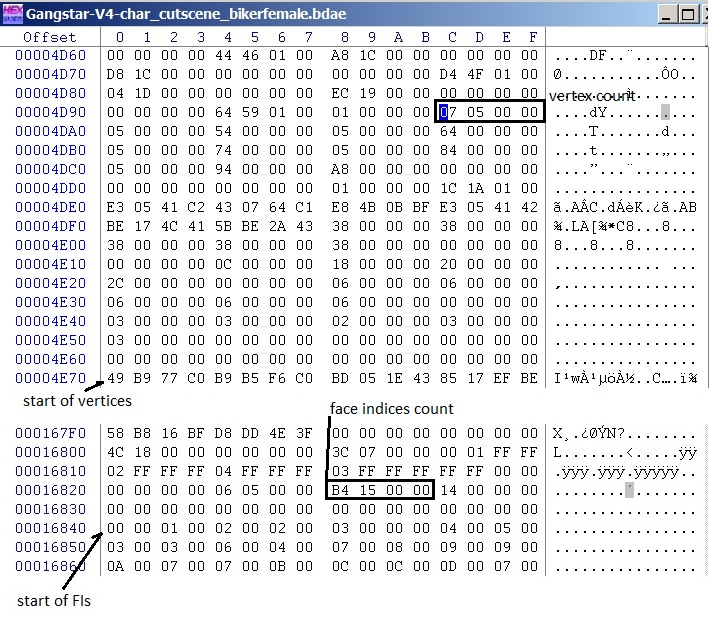 Gangstar-V4-char_cutscene_bikerfemale.bdae
Offset 0 1 2 3 4 5 6 7 8 9 A B C D E F
00004D60 00 00 00 00 44 46 01 00 A8 1C 00 00 00 00 00 00 ....DF..¨.......
00004D70 D8 1C 00 00 00 00 00 00 00 00 00 00 D4 4F 01 00 Ø...........ÔO..
00004D80 04 1D 00 00 00 00 00 00 EC 19 00 00 00 00 00 00
vertex count
00004D90 00 00 00 00 64 59 01 00 01 00 00 00 07 05 00 00 ....dY..........
00004DA0 05 00 00 00 54 00 00 00 05 00 00 00 64 00 00 00 ....T.......d...
00004DB0 05 00 00 00 74 00 00 00 05 00 00 00 84 00 00 00 ....t.......„...
00004DC0 05 00 00 00 94 00 00 00 A8 00 00 00 00 00 00 00 ....”...¨.......
00004DD0 00 00 00 00 00 00 00 00 01 00 00 00 1C 1A 01 00 ................
00004DE0 E3 05 41 C2 43 07 64 C1 E8 4B 0B BF E3 05 41 42 ã.AÂC.dÁèK.¿ã.AB
00004DF0 BE 17 4C 41 5B BE 2A 43 38 00 00 00 38 00 00 00 ¾.LA[¾*C8...8...
00004E00 38 00 00 00 38 00 00 00 38 00 00 00 00 00 00 00 8...8...8.......
00004E10 00 00 00 00 0C 00 00 00 18 00 00 00 20 00 00 00 ............ ...
00004E20 2C 00 00 00 00 00 00 00 06 00 00 00 06 00 00 00 ,...............
00004E30 06 00 00 00 06 00 00 00 06 00 00 00 00 00 00 00 ................
00004E40 03 00 00 00 03 00 00 00 02 00 00 00 03 00 00 00 ................
00004E50 03 00 00 00 00 00 00 00 00 00 00 00 00 00 00 00 ................
00004E60 00 00 00 00 00 00 00 00 00 00 00 00 00 00 00 00 ................
00004E70 49 B9 77 C0 B9 B5 F6 C0 BD 05 1E 43 85 17 EF BE I¹wÀ¹µöÀ½..C….ï¾
start of vertices
face indices count
000167F0 58 B8 16 BF D8 DD 4E 3F 00 00 00 00 00 00 00 00 X¸.¿ØÝN?........
00016800 4C 18 00 00 00 00 00 00 3C 07 00 00 00 01 FF FF L.......<.....ÿÿ
00016810 02 FF FF FF 04 FF FF FF 03 FF FF FF FF FF 00 00 .ÿÿÿ.ÿÿÿ.ÿÿÿÿÿ..
00016820 00 00 00 00 06 05 00 00 B4 15 00 00 14 00 00 00 ........´.......
00016830 00 00 00 00 00 00 00 00 00 00 00 00 00 00 00 00 ................
00016840 00 00 01 00 02 00 02 00 03 00 00 00 04 00 05 00 ................
00016850 03 00 03 00 06 00 04 00 07 00 08 00 09 00 09 00 ................
00016860 0A 00 07 00 07 00 0B 00 0C 00 0C 00 0D 00 07 00 ................
start of FIs